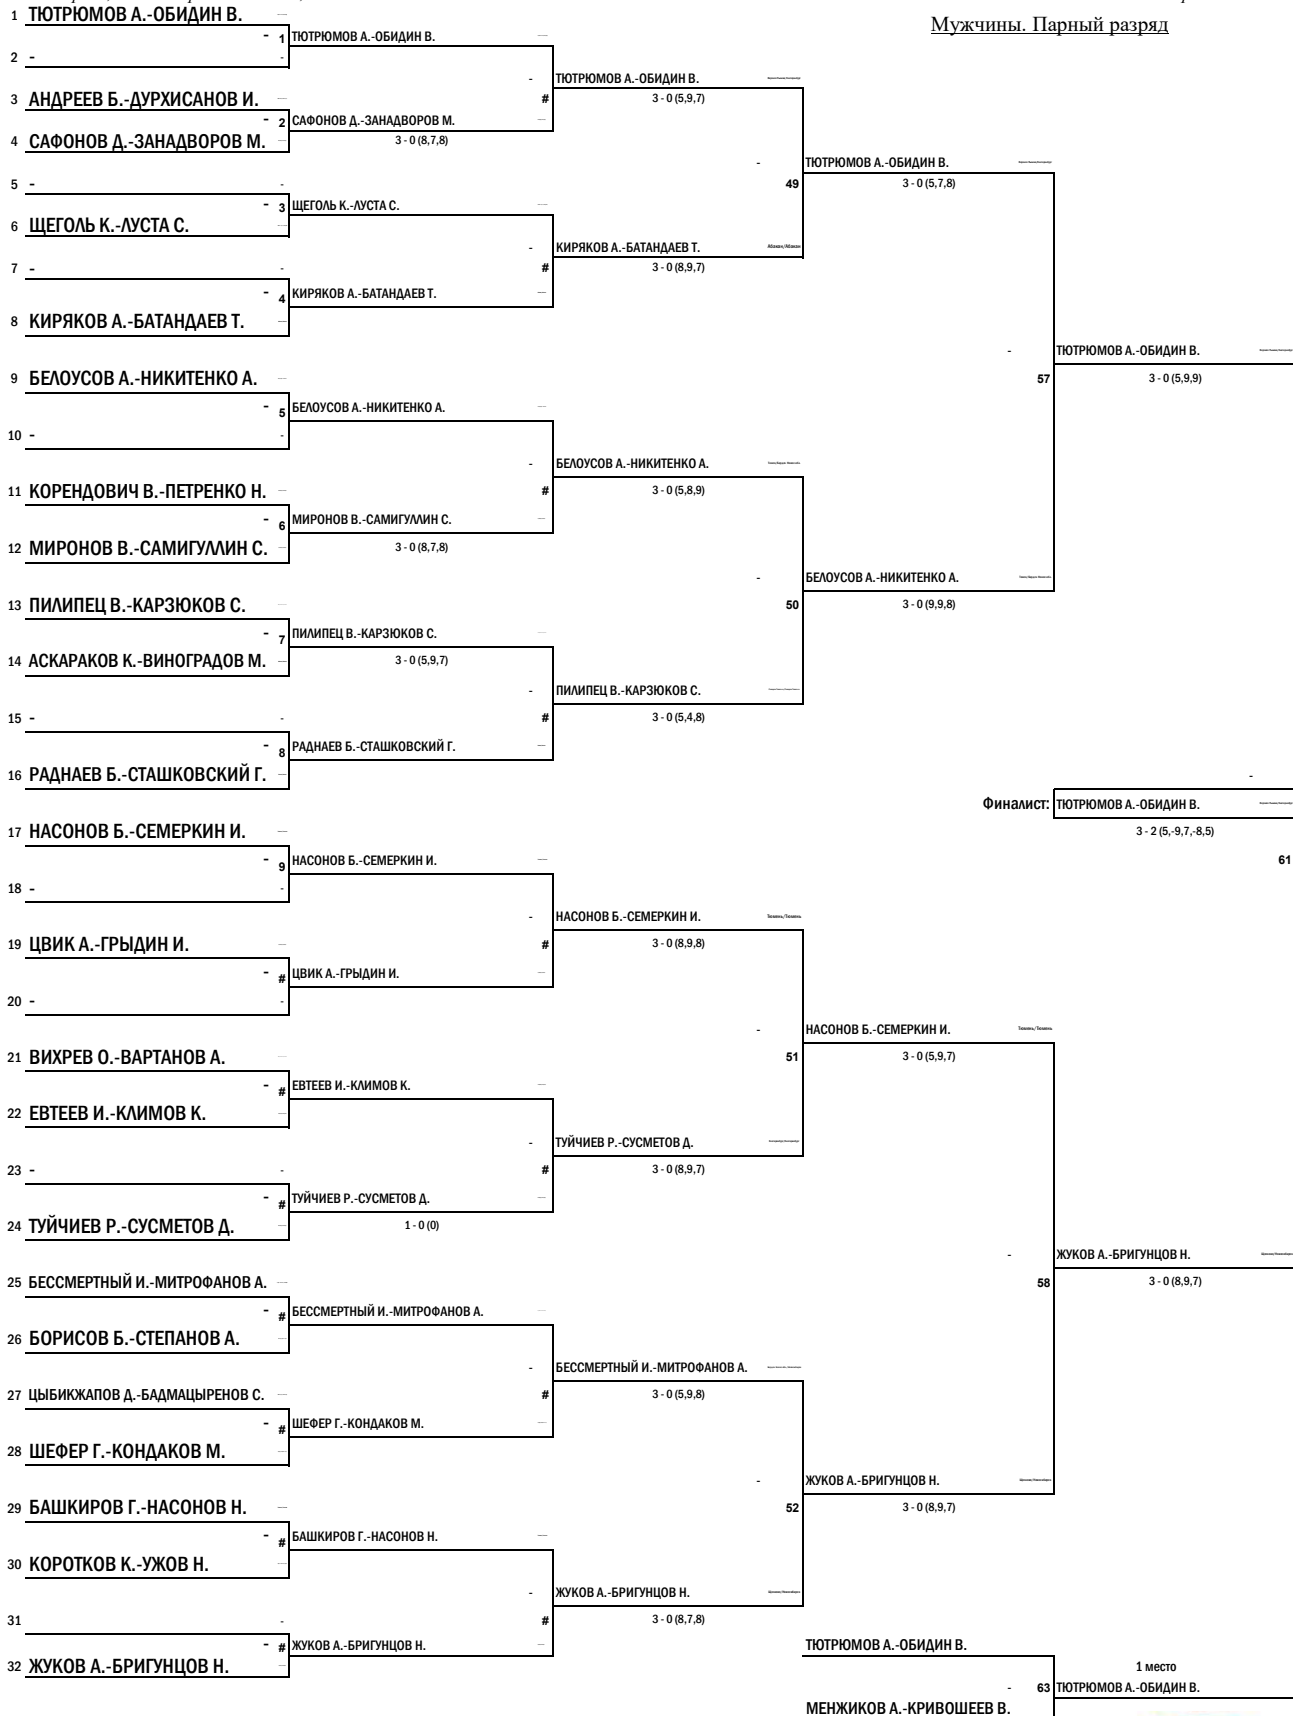 Мужчины. Парный разряд
1 ТЮТРЮМОВ А.-ОБИДИН В.
- 1 ТЮТРЮМОВ А.-ОБИДИН В.
2 - -
- ТЮТРЮМОВ А.-ОБИДИН В.
3 АНДРЕЕВ Б.-ДУРХИСАНОВ И. # 3 - 0 (5,9,7)
- 2 САФОНОВ Д.-ЗАНАДВОРОВ М.
4 САФОНОВ Д.-ЗАНАДВОРОВ М. 3 - 0 (8,7,8)
- ТЮТРЮМОВ А.-ОБИДИН В.
5 - - 49 3 - 0 (5,7,8)
- 3 ЩЕГОЛЬ К.-ЛУСТА С.
6 ЩЕГОЛЬ К.-ЛУСТА С.
- КИРЯКОВ А.-БАТАНДАЕВ Т. Абакан/Абакан
7 - - # 3 - 0 (8,9,7)
- 4 КИРЯКОВ А.-БАТАНДАЕВ Т.
8 КИРЯКОВ А.-БАТАНДАЕВ Т.
- ТЮТРЮМОВ А.-ОБИДИН В.
9 БЕЛОУСОВ А.-НИКИТЕНКО А. 57 3 - 0 (5,9,9)
- 5 БЕЛОУСОВ А.-НИКИТЕНКО А.
10 - -
- БЕЛОУСОВ А.-НИКИТЕНКО А.
11 КОРЕНДОВИЧ В.-ПЕТРЕНКО Н. # 3 - 0 (5,8,9)
- 6 МИРОНОВ В.-САМИГУЛЛИН С.
12 МИРОНОВ В.-САМИГУЛЛИН С. 3 - 0 (8,7,8)
- БЕЛОУСОВ А.-НИКИТЕНКО А.
13 ПИЛИПЕЦ В.-КАРЗЮКОВ С. 50 3 - 0 (9,9,8)
- 7 ПИЛИПЕЦ В.-КАРЗЮКОВ С.
14 АСКАРАКОВ К.-ВИНОГРАДОВ М. 3 - 0 (5,9,7)
- ПИЛИПЕЦ В.-КАРЗЮКОВ С.
15 - - # 3 - 0 (5,4,8)
- 8 РАДНАЕВ Б.-СТАШКОВСКИЙ Г.
16 РАДНАЕВ Б.-СТАШКОВСКИЙ Г. -
Финалист: ТЮТРЮМОВ А.-ОБИДИН В.
17 НАСОНОВ Б.-СЕМЕРКИН И. 3 - 2 (5,-9,7,-8,5)
- 9 НАСОНОВ Б.-СЕМЕРКИН И. 61
18 - -
- НАСОНОВ Б.-СЕМЕРКИН И. Тюмень/Тюмень
19 ЦВИК А.-ГРЫДИН И. # 3 - 0 (8,9,8)
- # ЦВИК А.-ГРЫДИН И.
20 - -
- НАСОНОВ Б.-СЕМЕРКИН И. Тюмень/Тюмень
21 ВИХРЕВ О.-ВАРТАНОВ А. 51 3 - 0 (5,9,7)
- # ЕВТЕЕВ И.-КЛИМОВ К.
22 ЕВТЕЕВ И.-КЛИМОВ К.
- ТУЙЧИЕВ Р.-СУСМЕТОВ Д.
23 - - # 3 - 0 (8,9,7)
- # ТУЙЧИЕВ Р.-СУСМЕТОВ Д.
24 ТУЙЧИЕВ Р.-СУСМЕТОВ Д. 1 - 0 (0)
- ЖУКОВ А.-БРИГУНЦОВ Н.
25 БЕССМЕРТНЫЙ И.-МИТРОФАНОВ А. 58 3 - 0 (8,9,7)
- # БЕССМЕРТНЫЙ И.-МИТРОФАНОВ А.
26 БОРИСОВ Б.-СТЕПАНОВ А.
- БЕССМЕРТНЫЙ И.-МИТРОФАНОВ А.
27 ЦЫБИКЖАПОВ Д.-БАДМАЦЫРЕНОВ С. # 3 - 0 (5,9,8)
- # ШЕФЕР Г.-КОНДАКОВ М.
28 ШЕФЕР Г.-КОНДАКОВ М.
- ЖУКОВ А.-БРИГУНЦОВ Н.
29 БАШКИРОВ Г.-НАСОНОВ Н. 52 3 - 0 (8,9,7)
- # БАШКИРОВ Г.-НАСОНОВ Н.
30 КОРОТКОВ К.-УЖОВ Н.
- ЖУКОВ А.-БРИГУНЦОВ Н.
31 - # 3 - 0 (8,7,8)
- # ЖУКОВ А.-БРИГУНЦОВ Н. ТЮТРЮМОВ А.-ОБИДИН В.
32 ЖУКОВ А.-БРИГУНЦОВ Н. 1 место
- 63 ТЮТРЮМОВ А.-ОБИДИН В.
МЕНЖИКОВ А.-КРИВОШЕЕВ В.